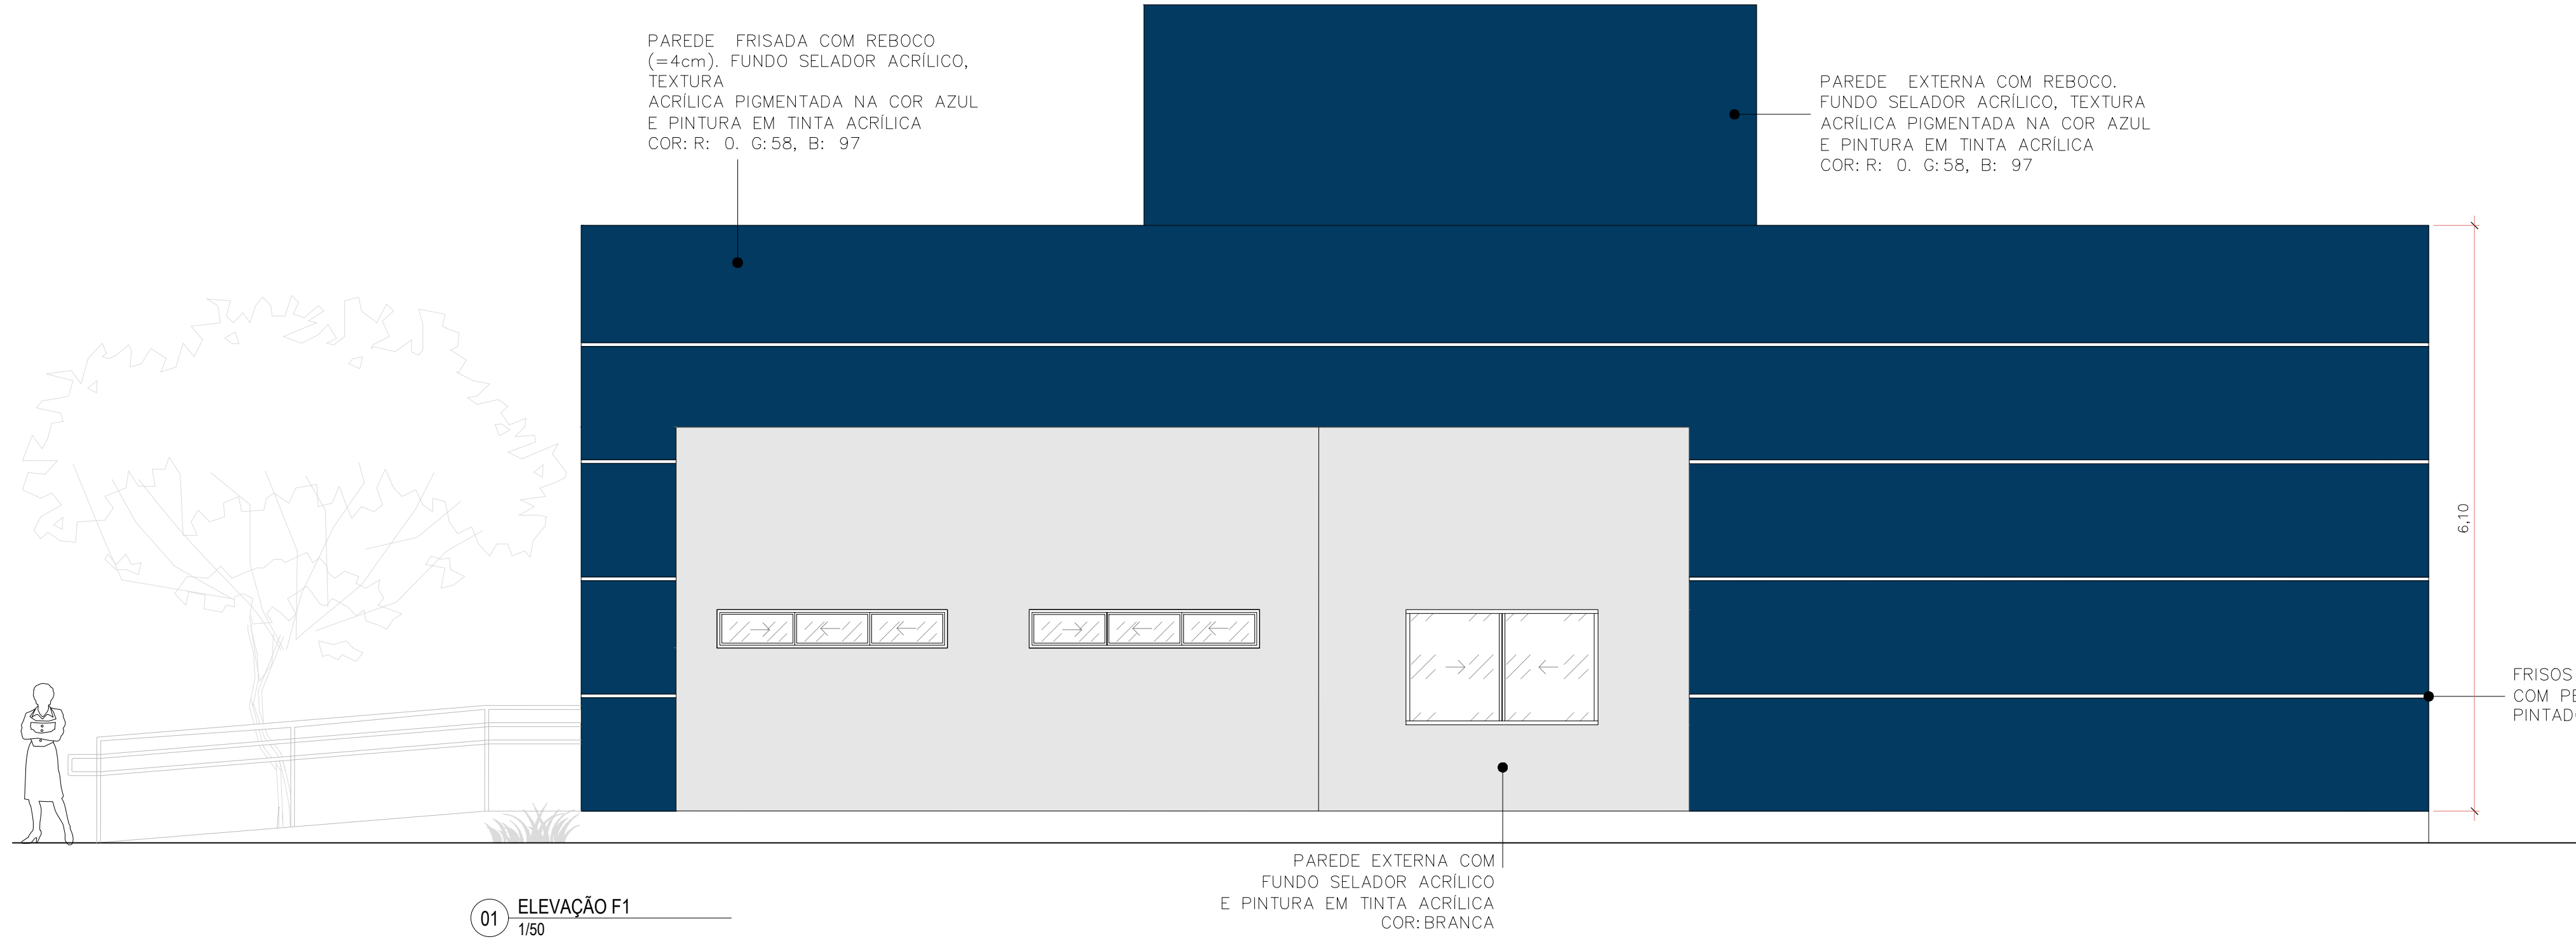 PAREDE FRISADA COM REBOCO
(=4cm). FUNDO SELADOR ACRÍLICO,
TEXTURA
ACRÍLICA PIGMENTADA NA COR AZUL
E PINTURA EM TINTA ACRÍLICA
COR: R: 0. G:58, B: 97
PAREDE EXTERNA COM REBOCO.
FUNDO SELADOR ACRÍLICO, TEXTURA
ACRÍLICA PIGMENTADA NA COR AZUL
E PINTURA EM TINTA ACRÍLICA
COR: R: 0. G:58, B: 97
6,10
FRISOS
COM
PAREDE EXTERNA COM
FUNDO SELADOR ACRÍLICO
E PINTURA EM TINTA ACRÍLICA
COR: BRANCA
01
ELEVAÇÃO F1
1/50